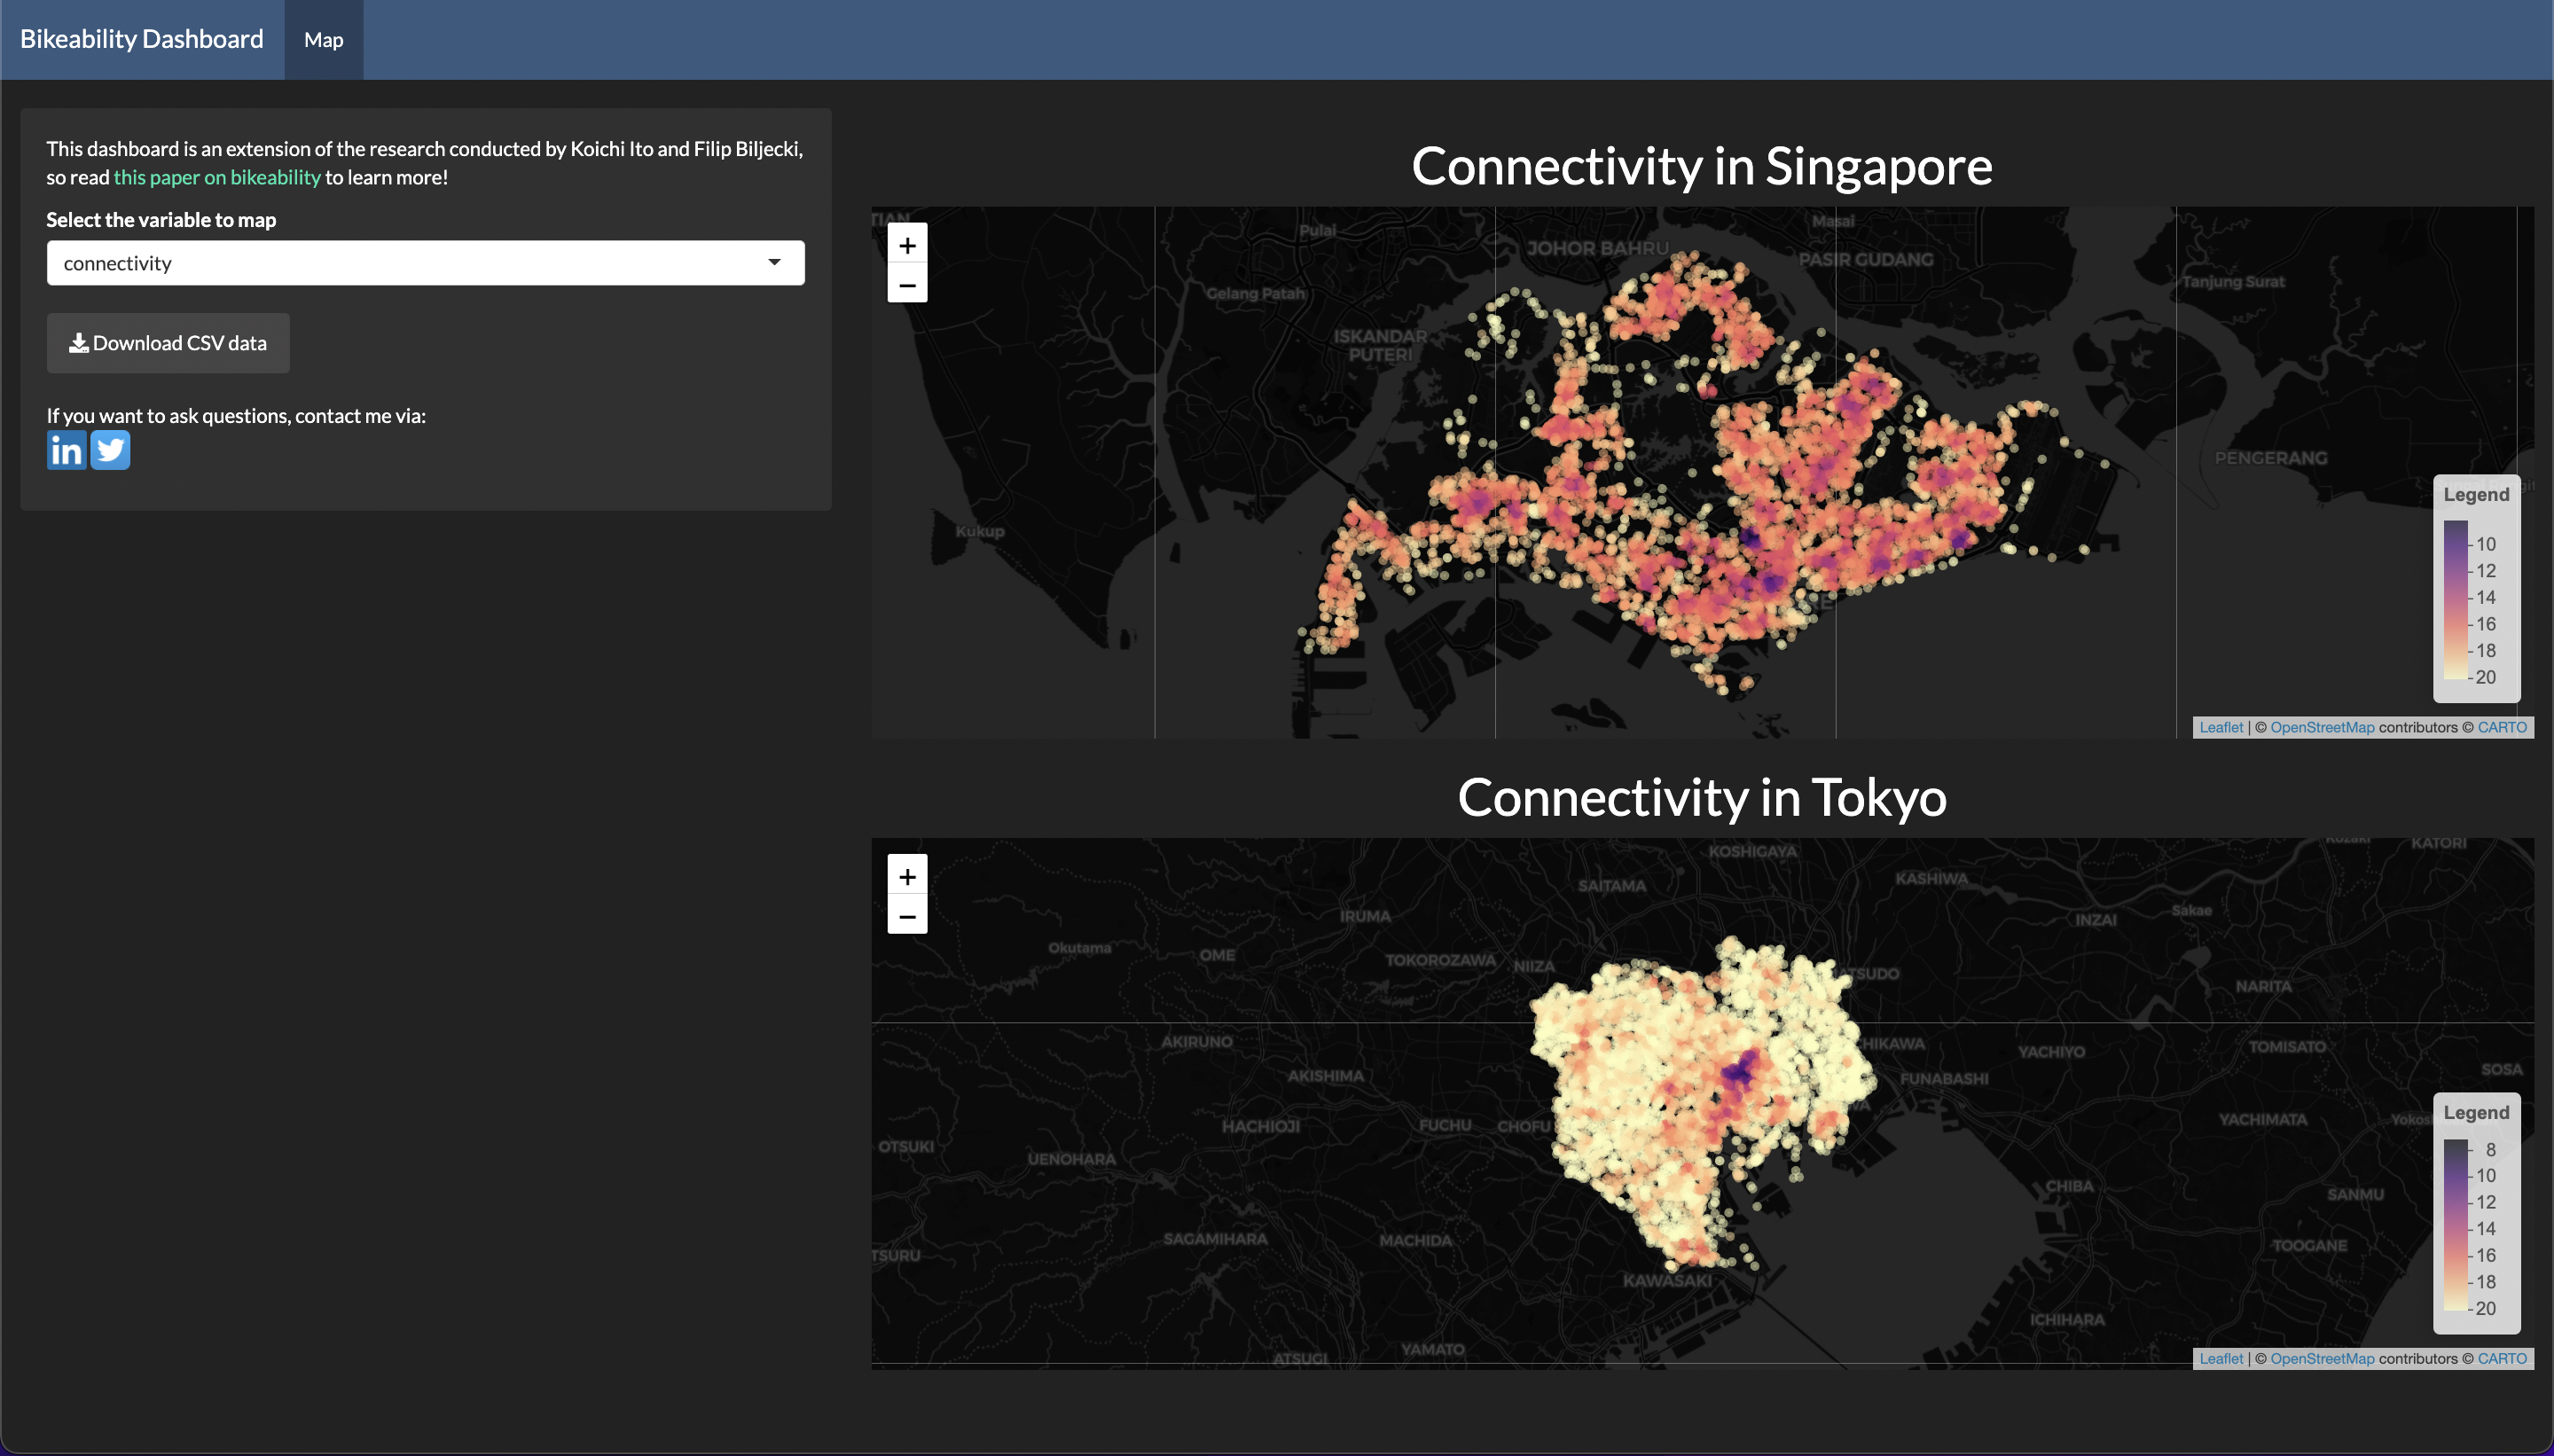 Bikeability Dashboard
Map
This dashboard is an extension of the research conducted by Koichi Ito and Filip Biljecki,
so read this paper on bikeability to learn more!
Select the variable to map
connectivity
Download CSV data
If you want to ask questions, contact me via:
in
Connectivity in Singapore
+
−
Pulai
Masai
JOHOR BAHRU
PASIR GUDANG
Tanjung Surat
Gelang Patah
ISKANDAR
PUTERI
PENGERANG
Kukup
Legend
10
12
14
16
18
20
Leaflet | © OpenStreetMap contributors © CARTO
Connectivity in Tokyo
+
−
KOSHIGAYA
KATORI
SAITAMA
KASHIWA
IRUMA
INZAI
Sakae
Okutama
OME
TOKOROZAWA
NIIZA
ATSUDO
NARITA
AKIRUNO
CHIKAWA
YACHIYO
TOMISATO
AKISHIMA
FUNABASHI
SOSA
HACHIOJI
FUCHU
CHOFU
YACHIMATA
OTSUKI
UENOHARA
CHIBA
SANMU
SAGAMIHARA
MACHIDA
TSURU
TOOGANE
KAWASAKI
ICHIHARA
YAMATO
ATSUGI
Legend
8
10
12
14
16
18
20
Leaflet | © OpenStreetMap contributors © CARTO